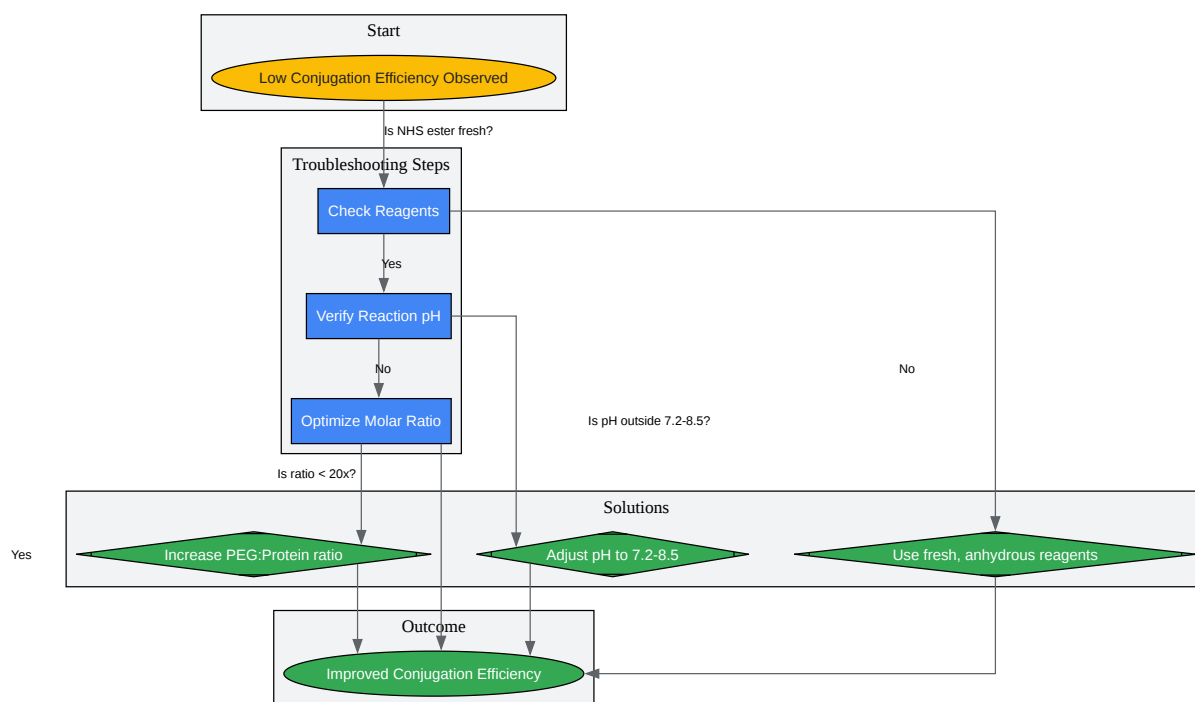 Start
Low Conjugation Efficiency Observed
Is NHS ester fresh?
Troubleshooting Steps
Check Reagents
Yes
Verify Reaction pH
No
No
Optimize Molar Ratio
Is pH outside 7.2-8.5?
Is ratio < 20x?
Solutions
Yes
Increase PEG:Protein ratio
Adjust pH to 7.2-8.5
Use fresh, anhydrous reagents
Outcome
Improved Conjugation Efficiency